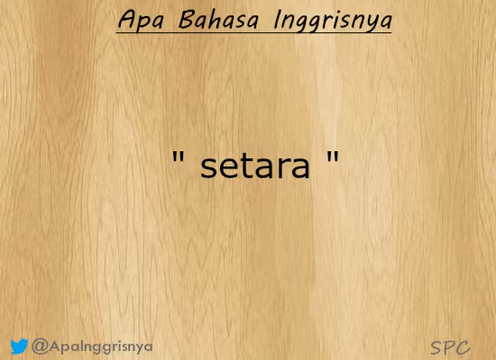 Apa Bahasa Inggrisnya
" setara "
@ApaInggrisnya
SPC